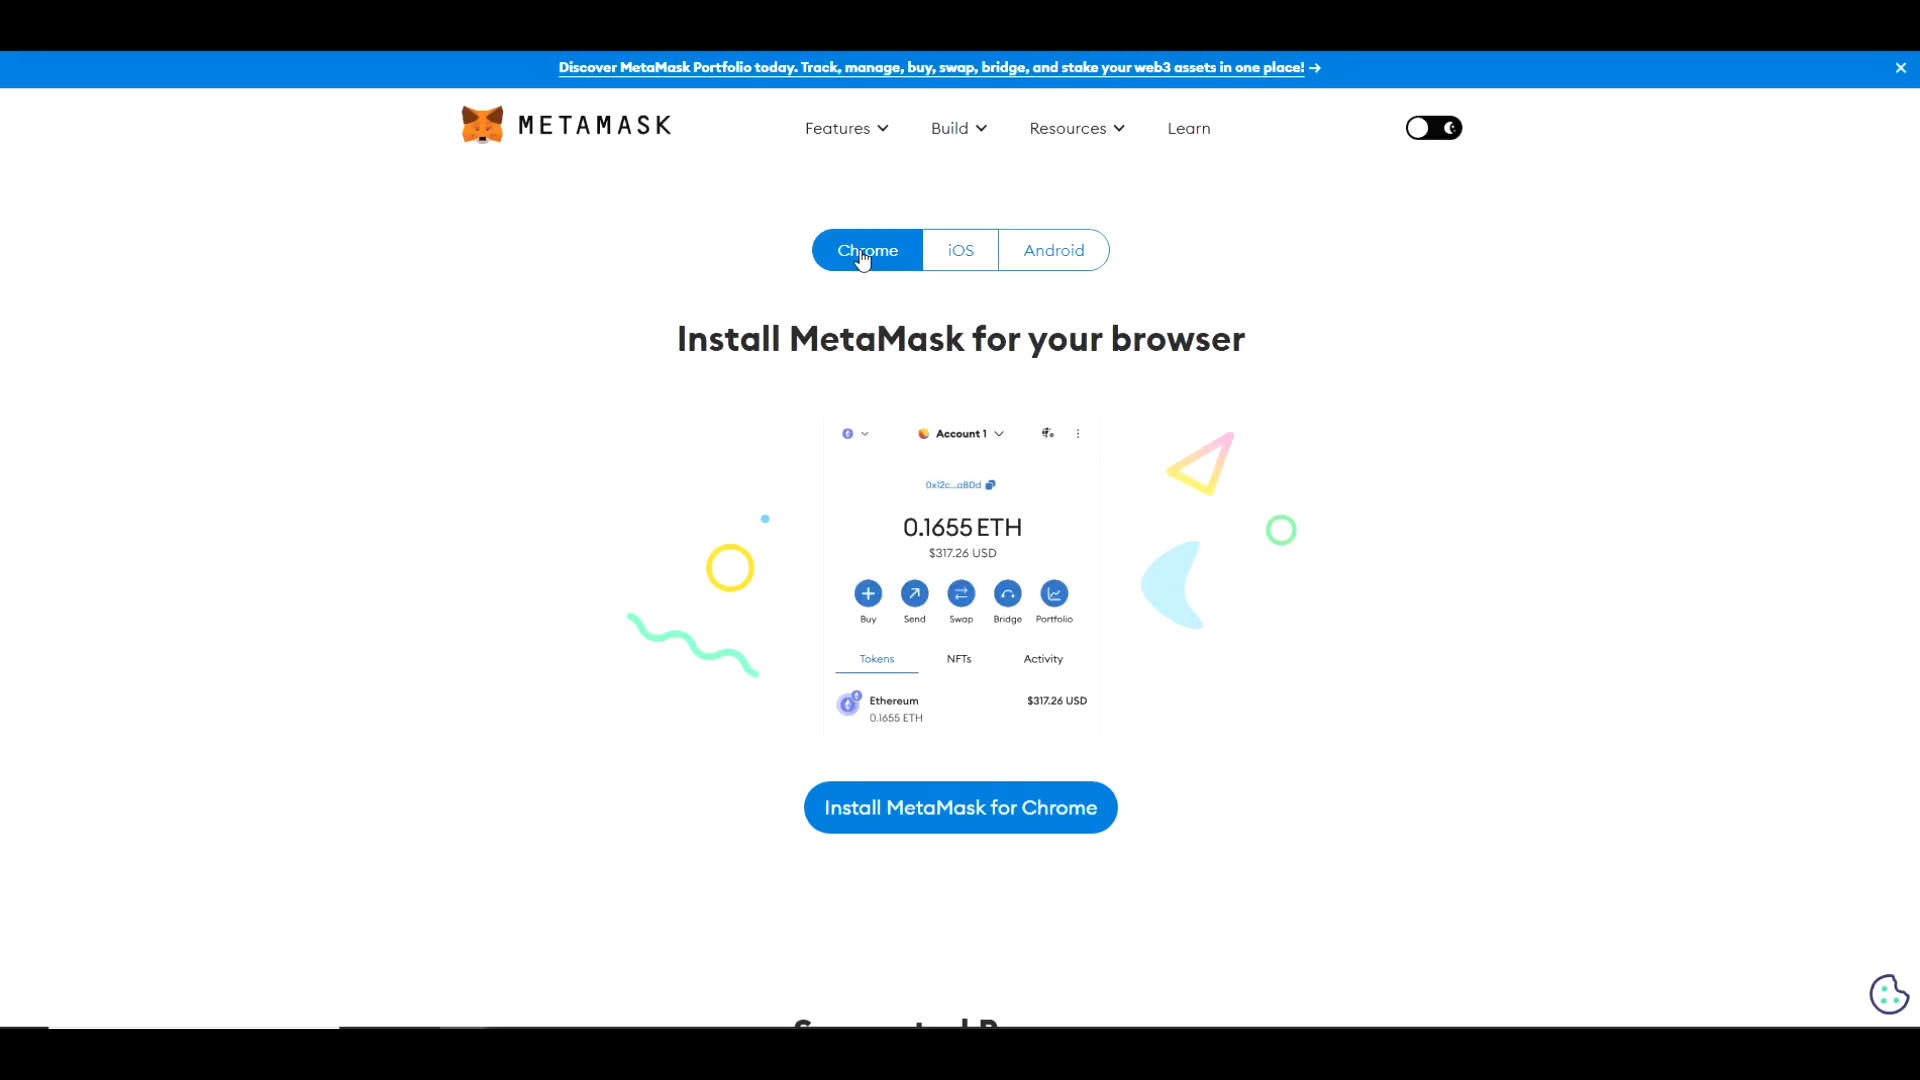 Discover MetaMask Portfolio today. Track, manage, buy, swap, bridge, and stake your web3 assets in one place! →
METAMASK
Features
Build
Resources
Learn
Chrome
iOS
Android
Install MetaMask for your browser
Account 1
0x12c...aBDd
0.1655 ETH
$317.26 USD
Buy
Send
Swap
Bridge
Portfolio
Tokens
NFTs
Activity
Ethereum
$317.26 USD
0.1655 ETH
Install MetaMask for Chrome